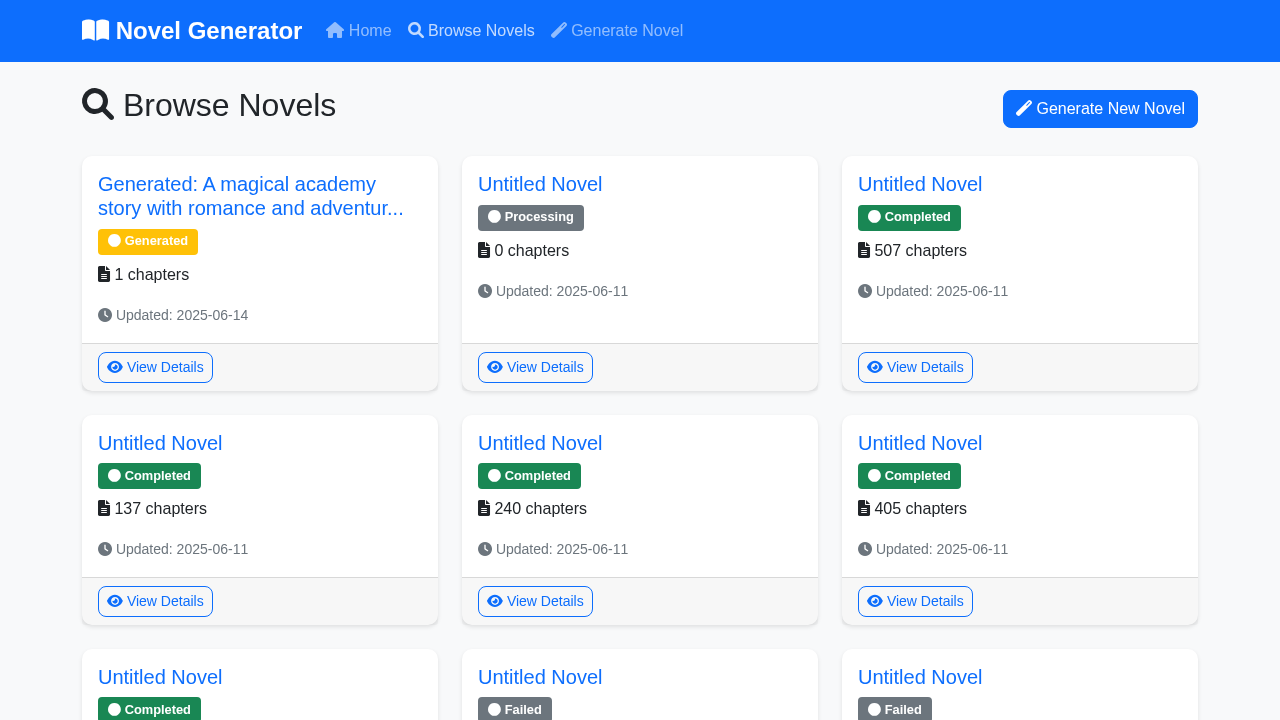 Novel Generator Home Browse Novels Generate Novel
Browse Novels
Generate New Novel
Generated: A magical academy
story with romance and adventur...
Generated
1 chapters
Updated: 2025-06-14
View Details
Untitled Novel
Processing
0 chapters
Updated: 2025-06-11
View Details
Untitled Novel
Completed
507 chapters
Updated: 2025-06-11
View Details
Untitled Novel
Completed
137 chapters
Updated: 2025-06-11
View Details
Untitled Novel
Completed
240 chapters
Updated: 2025-06-11
View Details
Untitled Novel
Completed
405 chapters
Updated: 2025-06-11
View Details
Untitled Novel
Completed
Untitled Novel
Failed
Untitled Novel
Failed